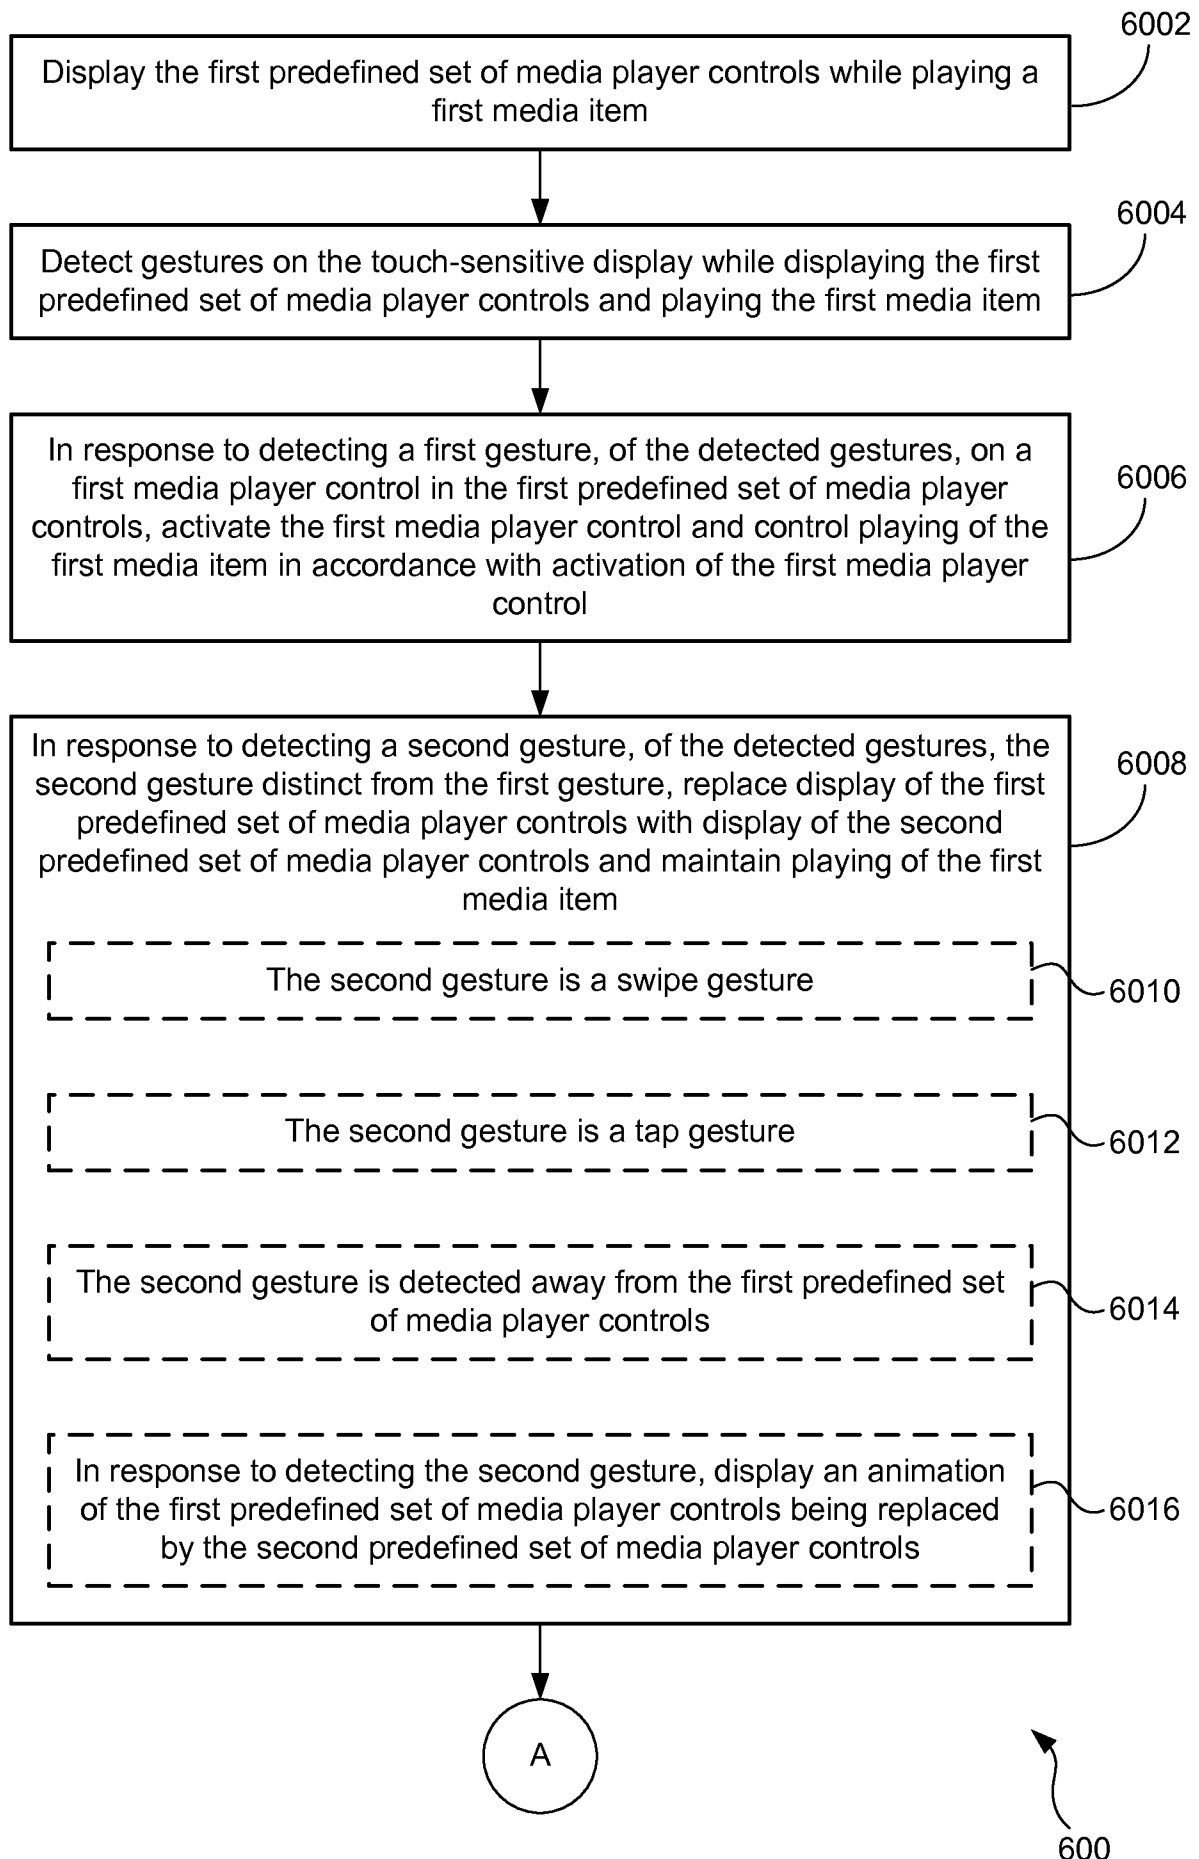 6002
Display the first predefined set of media player controls while playing a
first media item
6004
Detect gestures on the touch-sensitive display while displaying the first
predefined set of media player controls and playing the first media item
In response to detecting a first gesture, of the detected gestures, on a
first media player control in the first predefined set of media player
controls, activate the first media player control and control playing of the
first media item in accordance with activation of the first media player
control
6006
In response to detecting a second gesture, of the detected gestures, the
second gesture distinct from the first gesture, replace display of the first
predefined set of media player controls with display of the second
predefined set of media player controls and maintain playing of the first
media item
6008
The second gesture is a swipe gesture
6010
The second gesture is a tap gesture
6012
The second gesture is detected away from the first predefined set
of media player controls
6014
In response to detecting the second gesture, display an animation
of the first predefined set of media player controls being replaced
by the second predefined set of media player controls
6016
A
600